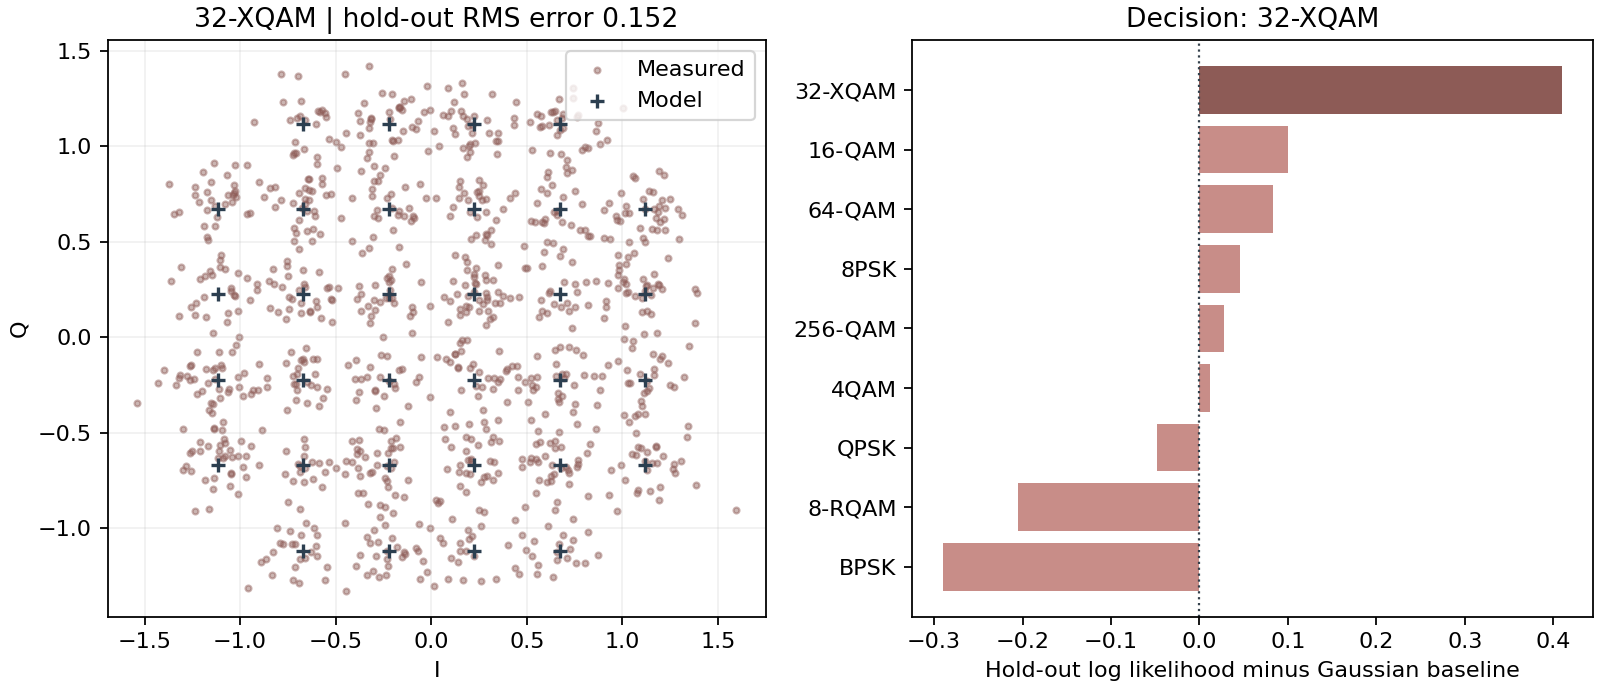 32-XQAM | hold-out RMS error 0.152
Measured
Model
1.5
1.0
0.5
0.0
−0.5
−1.0
−1.5
−1.0
−0.5
0.0
0.5
1.0
1.5
Q
I
Decision: 32-XQAM
32-XQAM
16-QAM
64-QAM
8PSK
256-QAM
4QAM
QPSK
8-RQAM
BPSK
−0.3
−0.2
−0.1
0.0
0.1
0.2
0.3
0.4
Hold-out log likelihood minus Gaussian baseline